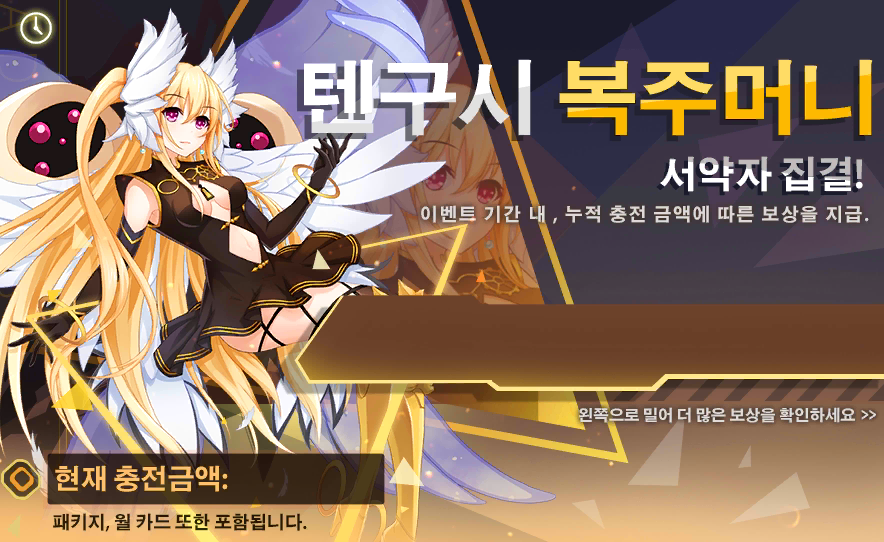 텐구시 복주머니
서약자 집결!
이벤트 기간 내 , 누적 충전 금액에 따른 보상을 지급.
왼쪽으로 밀어 더 많은 보상을 확인하세요 >>
현재 충전금액:
패키지, 월 카드 또한 포함됩니다.